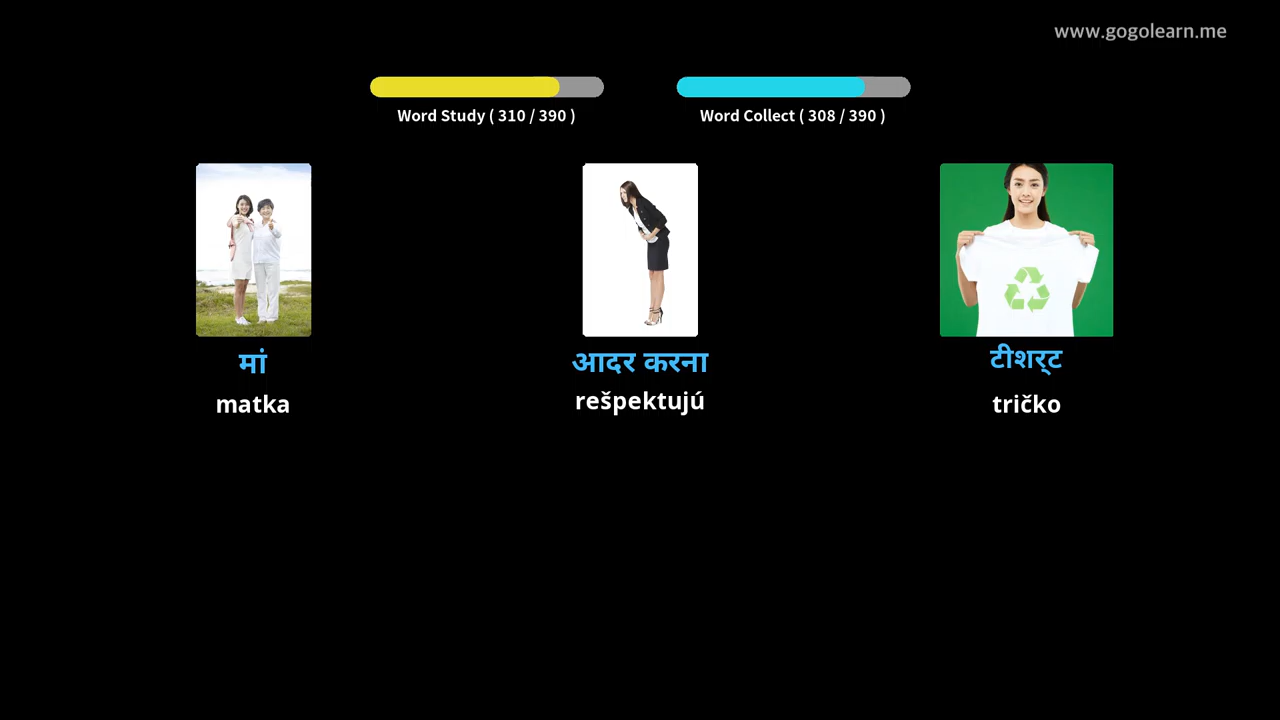 www.gogolearn.me
Word Study ( 310 / 390 )
Word Collect ( 308 / 390 )
मां
आदर करना
टीशर्ट
matka
rešpektujú
tričko